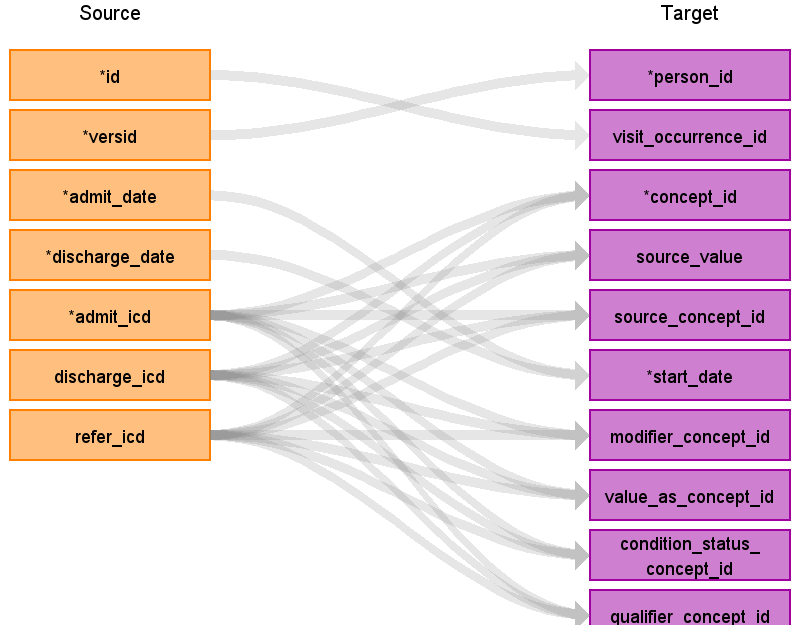 Source
Target
*id
*person_id
*versid
visit_occurrence_id
*admit_date
*concept_id
*discharge_date
source_value
*admit_icd
source_concept_id
discharge_icd
*start_date
refer_icd
modifier_concept_id
value_as_concept_id
condition_status_
concept_id
qualifier_concept_id